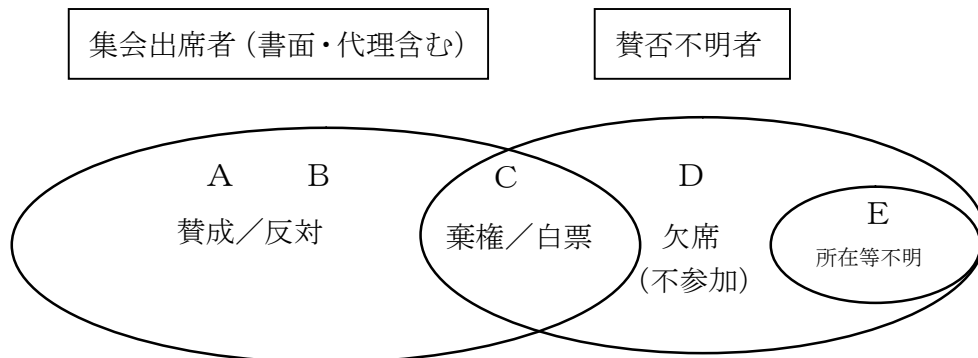 集会出席者（書面・代理含む）
賛否不明者
A B C D E
賛成／反対
棄権／白票
欠席
（不参加）
所在等不明